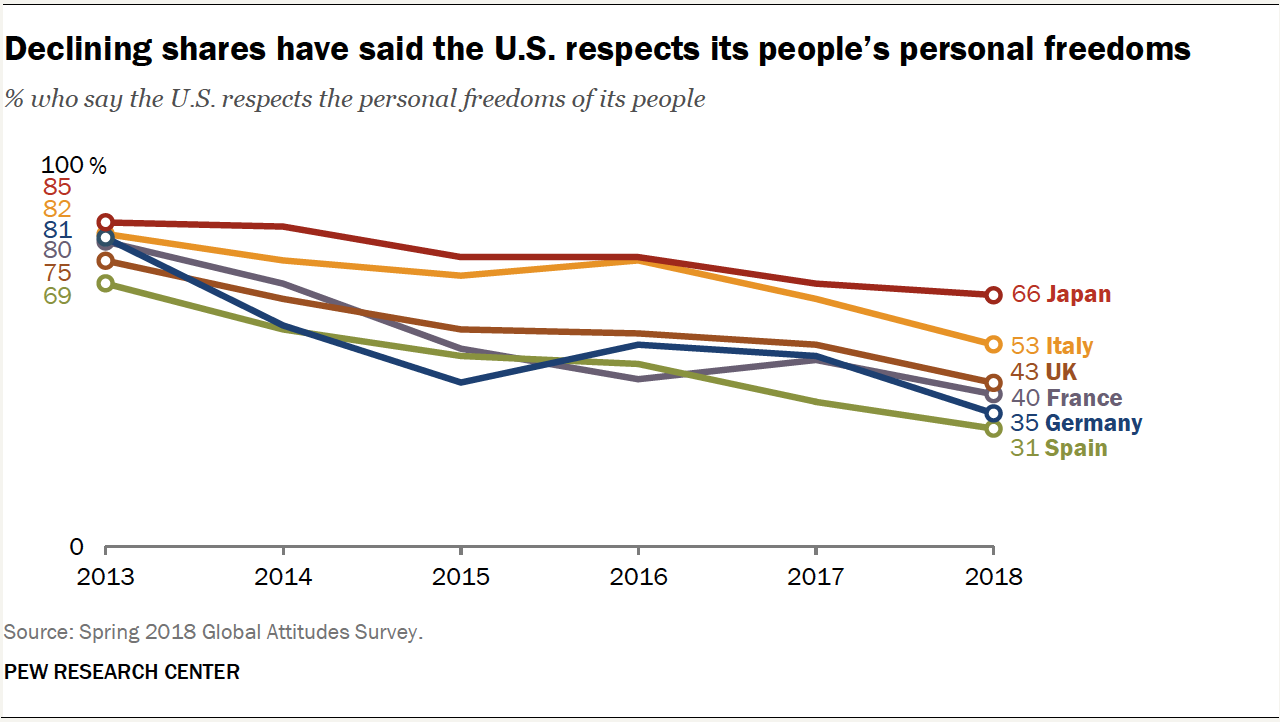 Declining shares have said the U.S. respects its people’s personal freedoms
% who say the U.S. respects the personal freedoms of its people
100 %
85
82
81
80
75
69
66 Japan
53 Italy
43 UK
40 France
35 Germany
31 Spain
0
2013 2014 2015 2016 2017 2018
Source: Spring 2018 Global Attitudes Survey.
PEW RESEARCH CENTER